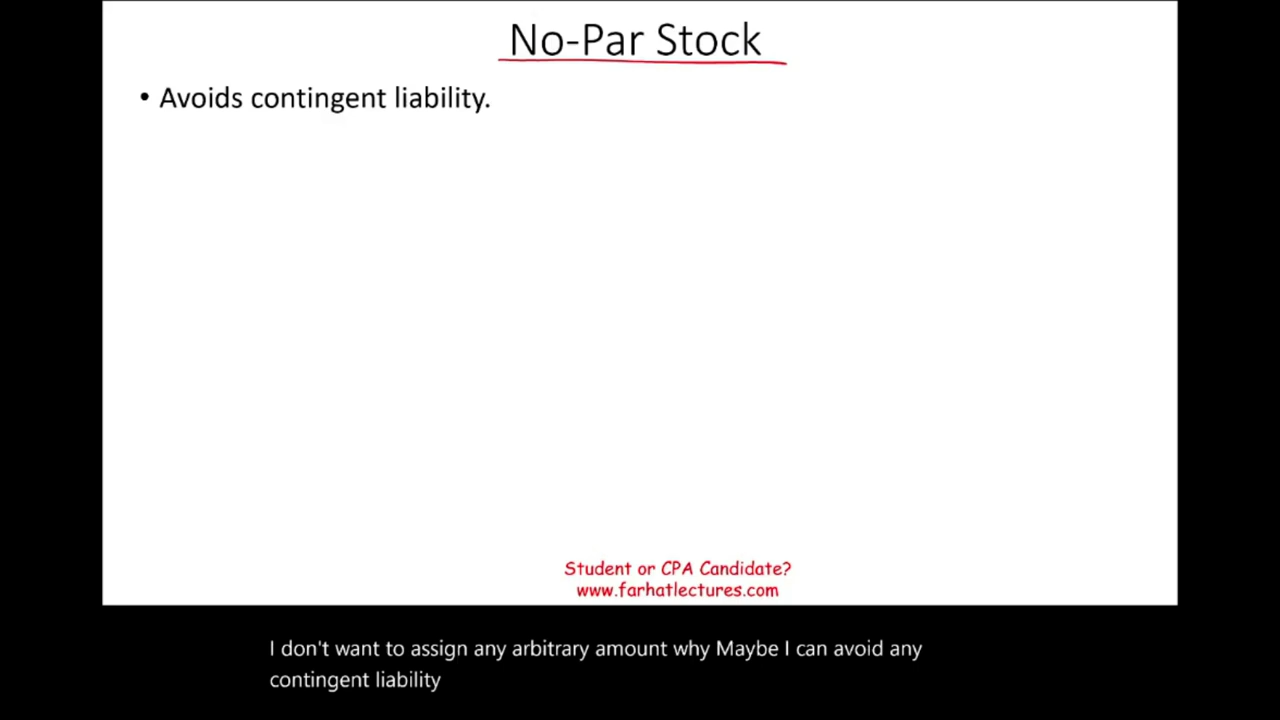 No-Par Stock
• Avoids contingent liability.
Student or CPA Candidate?
www.farhatlectures.com
I don't want to assign any arbitrary amount why Maybe I can avoid any
contingent liability